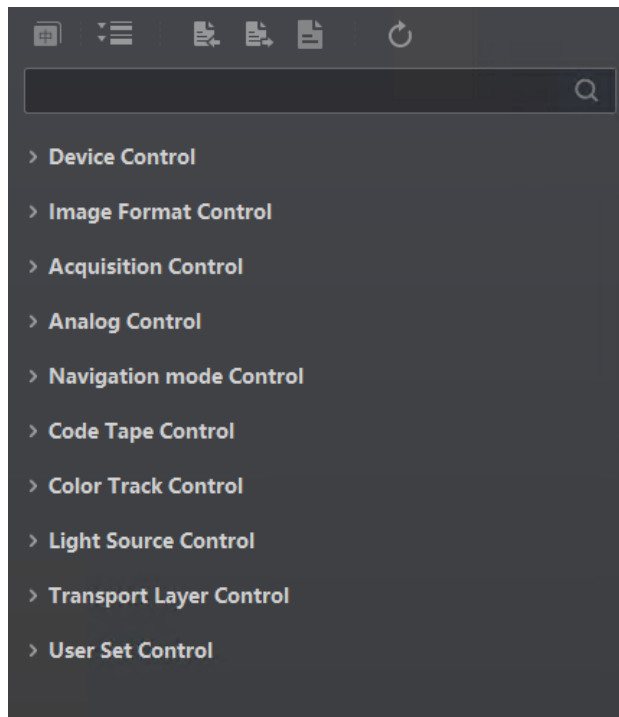 中
Device Control
Image Format Control
Acquisition Control
Analog Control
Navigation mode Control
Code Tape Control
Color Track Control
Light Source Control
Transport Layer Control
User Set Control